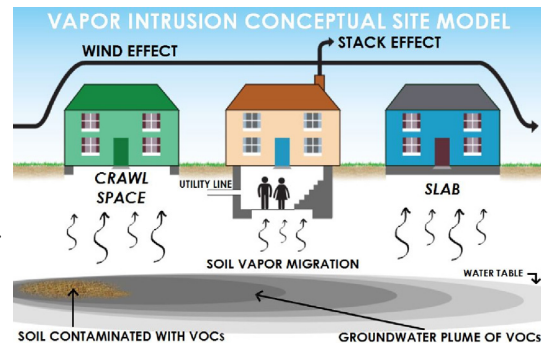 VAPOR INTRUSION CONCEPTUAL SITE MODEL
WIND EFFECT
STACK EFFECT
CRAWL
SPACE
UTILITY LINE
SLAB
SOIL VAPOR MIGRATION
WATER TABLE
SOIL CONTAMINATED WITH VOCs
GROUNDWATER PLUME OF VOCs